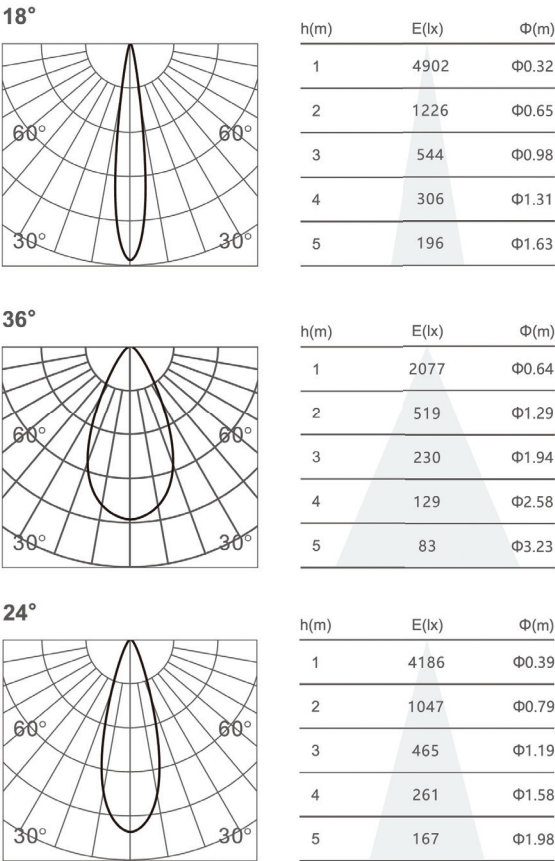 18°
h(m) E(lx) Φ(m)
1 4902 Φ0.32
2 1226 Φ0.65
60° 60°
3 544 Φ0.98
4 306 Φ1.31
30° 30°
5 196 Φ1.63
36°
h(m) E(lx) Φ(m)
1 2077 Φ0.64
2 519 Φ1.29
60° 60°
3 230 Φ1.94
4 129 Φ2.58
30° 30°
5 83 Φ3.23
24°
h(m) E(lx) Φ(m)
1 4186 Φ0.39
2 1047 Φ0.79
60° 60°
3 465 Φ1.19
4 261 Φ1.58
30° 30°
5 167 Φ1.98